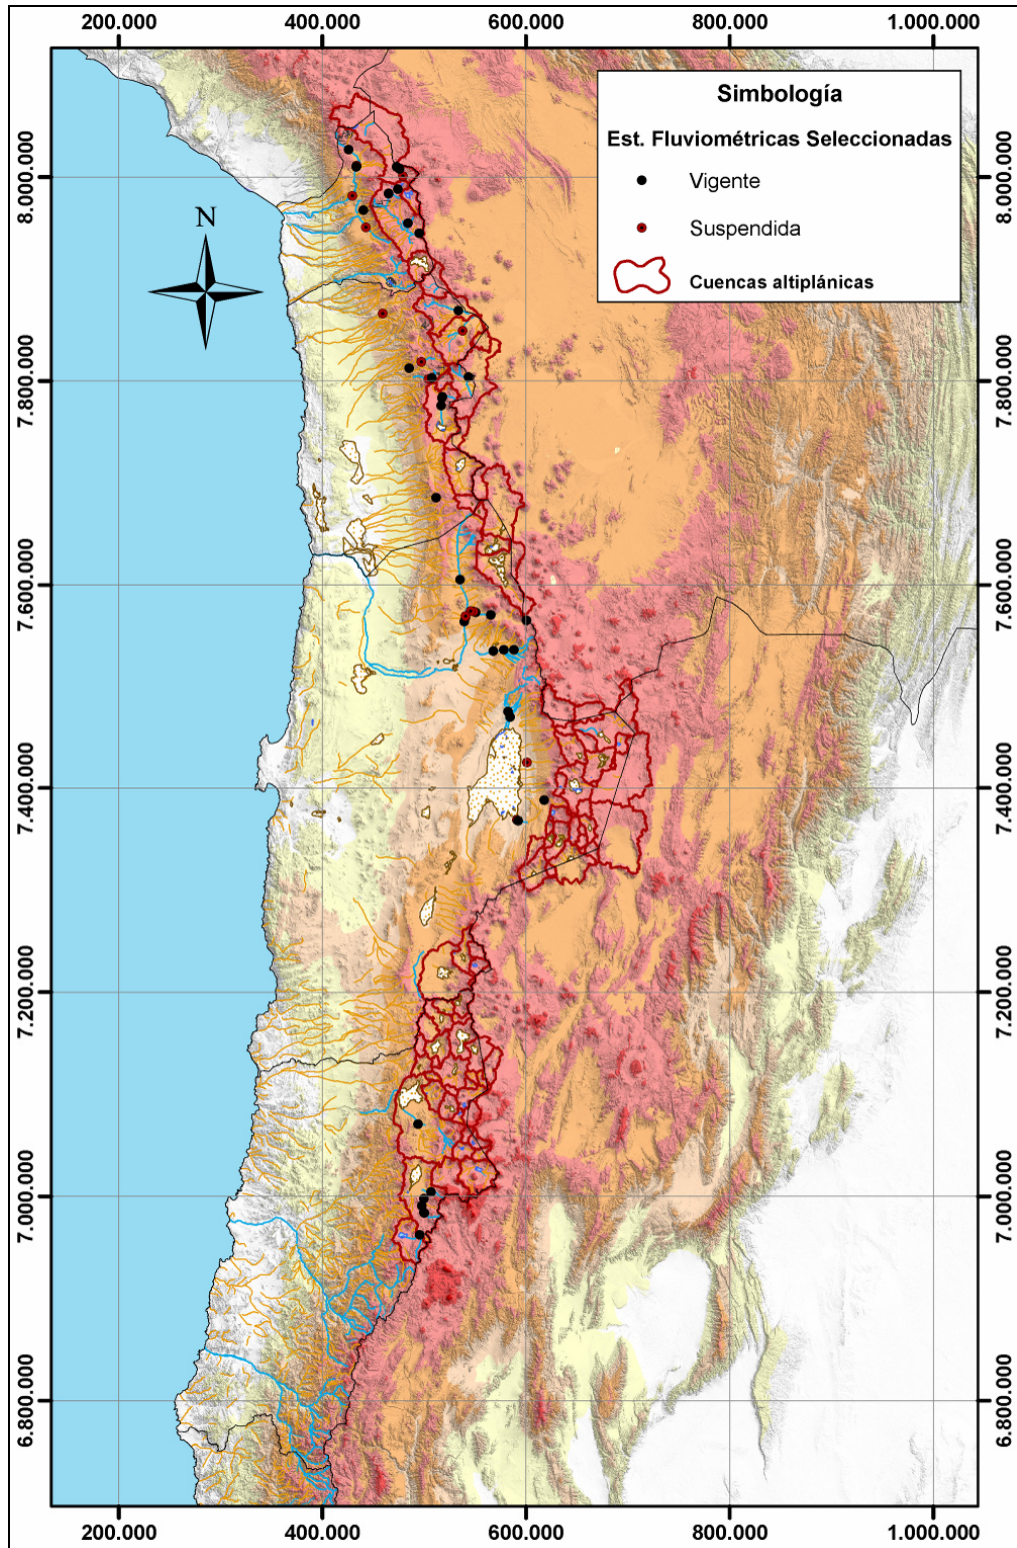 200.000 400.000 600.000 800.000 1.000.000
Simbología
Est. Fluviométricas Seleccionadas
Vigente
Suspendida
Cuencas altiplánicas
N
8.000.000 8.000.000
7.800.000 7.800.000
7.600.000 7.600.000
7.400.000 7.400.000
7.200.000 7.200.000
7.000.000 7.000.000
6.800.000 6.800.000
200.000 400.000 600.000 800.000 1.000.000